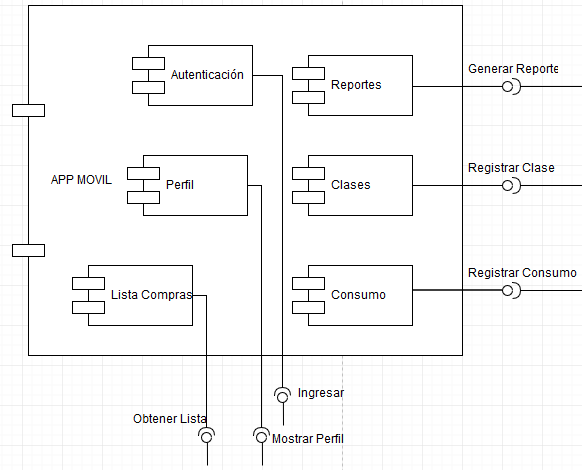 Autenticación
Reportes
Generar Reporte
APP MOVIL
Perfil
Clases
Registrar Clase
Lista Compras
Consumo
Registrar Consumo
Ingresar
Obtener Lista
Mostrar Perfil